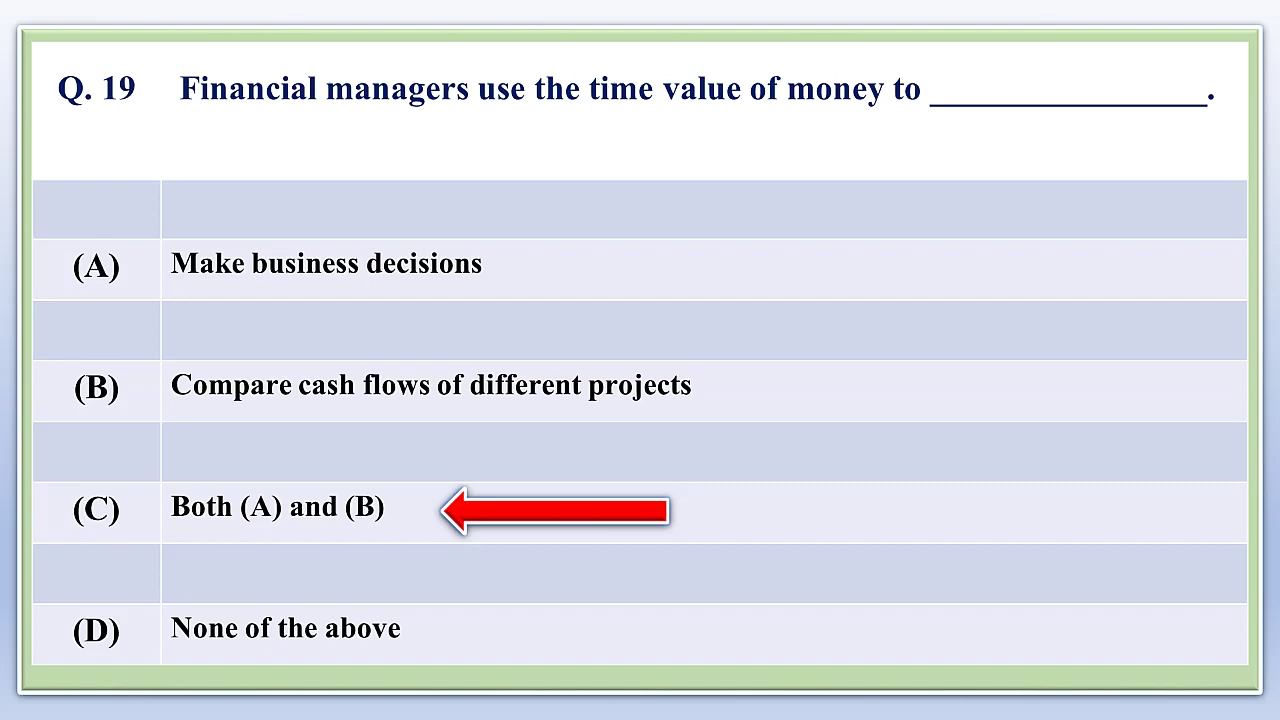 Q. 19 Financial managers use the time value of money to ________________.
(A) Make business decisions
(B) Compare cash flows of different projects
(C) Both (A) and (B)
(D) None of the above